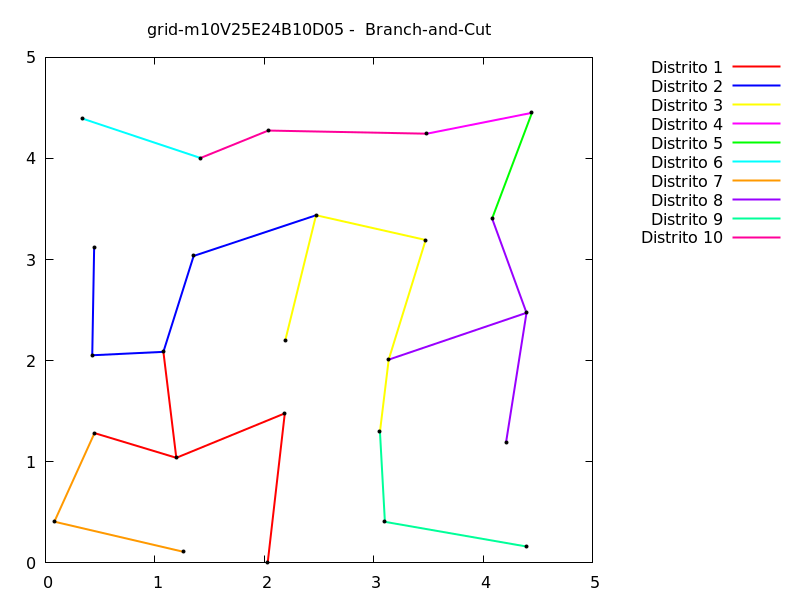 grid-m10V25E24B10D05 -  Branch-and-Cut
5
4
3
2
1
0
0 1 2 3 4 5
Distrito 1
Distrito 2
Distrito 3
Distrito 4
Distrito 5
Distrito 6
Distrito 7
Distrito 8
Distrito 9
Distrito 10